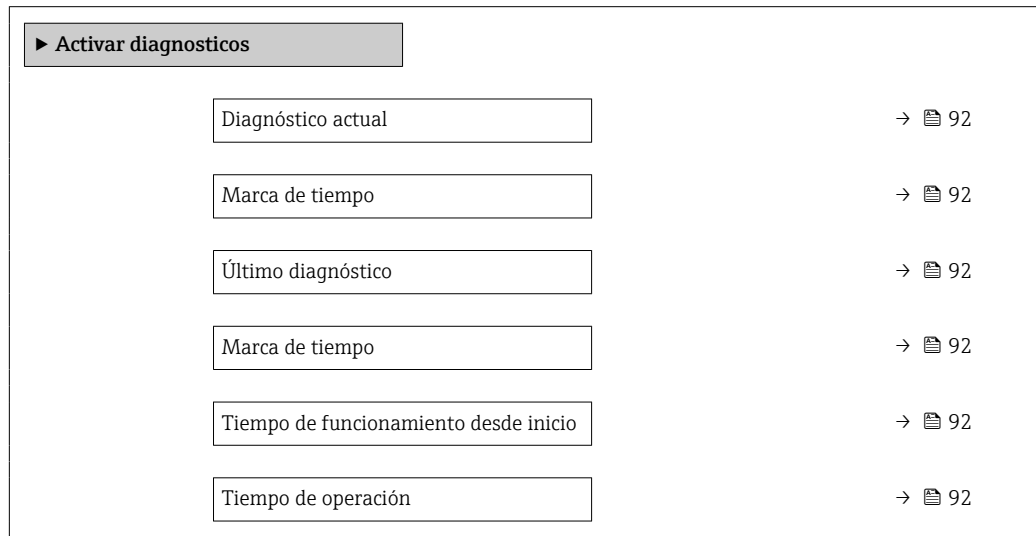 ► Activar diagnosticos
Diagnóstico actual → 92
Marca de tiempo → 92
Último diagnóstico → 92
Marca de tiempo → 92
Tiempo de funcionamiento desde inicio → 92
Tiempo de operación → 92